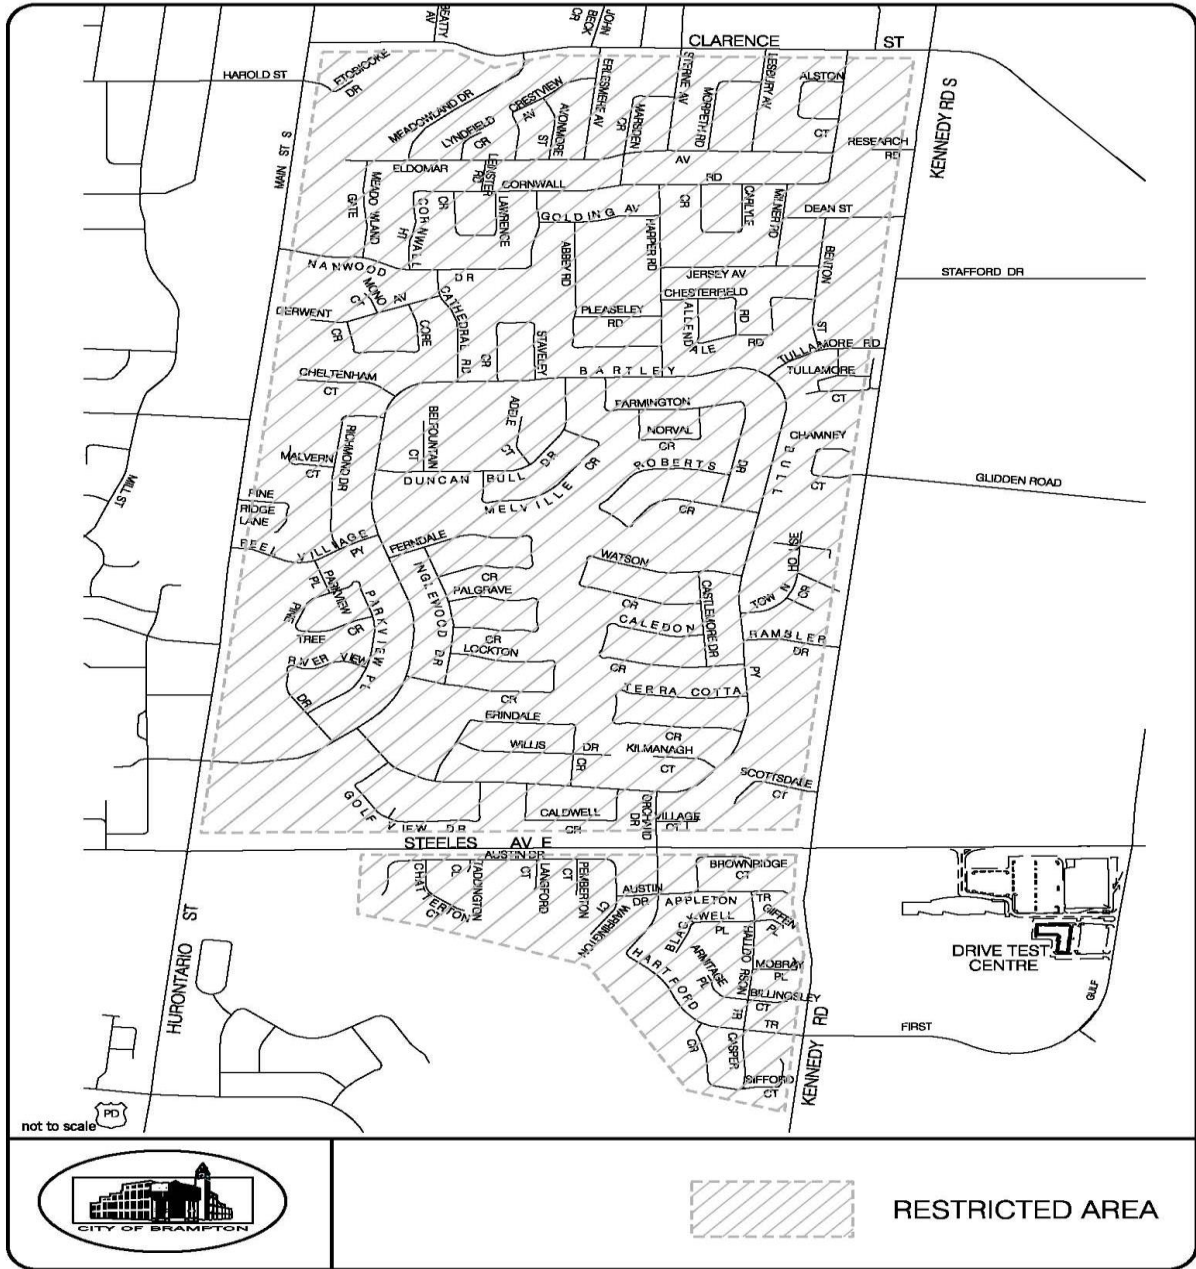 BEATTY AV
JOHN BECK CR
CLARENCE ST
HAROLD ST
ETOBICOKE DR
MEADOWLAND DR
LYNDFIELD CR
CRESTVIEW AV
AVONMORE ST
ERLESMERE AV
MARSDEN CR
STERNE AV
MORPETH RD
LESBURY AV
ALSTON CT
RESEARCH RD
KENNEDY RD S
MAIN ST S
ELDOMAR AV
LEINSTER RD
CORNWALL RD
MEADOWLAND GATE
CORNWALL HT
LAWRENCE CR
GOLDING AV
CARLYLE CR
MILNER RD
DEAN ST
NANWOOD DR
ABBEY RD
HARPER RD
BENTON ST
JERSEY AV
STAFFORD DR
MONO CT
DERWENT AV
CORE CR
CATHEDRAL RD
STAVELEY CR
PLEASELEY RD
CHESTERFIELD RD
ALLENDALE RD
TULLAMORE RD
TULLAMORE CT
CHELTENHAM CT
BARTLEY BULL PY
FARMINGTON DR
NORVAL CR
CHAMNEY CT
RICHMOND DR
BELFOUNTAIN CT
ADELE CT
MALVERN CT
DUNCAN BULL DR
MELVILLE CR
ROBERTS CR
GLIDDEN ROAD
MILL ST
PINE RIDGE LANE
PEEL VILLAGE PY
FERNDALE CR
INGLEWOOD DR
PALGRAVE CR
LOCKTON CR
WATSON CR
CASTLEMORE DR
CALEDON CR
TOWN HOUSE CR
RAMSLER DR
PARKVIEW PL
PARKVIEW PL
PINE TREE CR
RIVER VIEW DR
TERRA COTTA CR
ERINDALE CR
WILLIS DR
KILMANAGH CT
SCOTTSDALE CT
GOLF VIEW DR
CALDWELL CR
ORCHARD DR
VILLAGE CT
STEELES AV E
AUSTIN DR
CHATTERTON CT
TADDINGTON CL
LANGFORD CT
PEMBERTON CT
WARRINGTON CT
AUSTIN DR
BROWNRIDGE CT
APPLETON TR
GIFFEN PL
BLACKWELL PL
HALLDORSON TR
ARMITAGE PL
MOBRAY PL
BILLINGSLEY CT
HARTFORD TR
CASPER CR
SIFFORD CT
DRIVE TEST
CENTRE
FIRST GULF
KENNEDY RD
HURONTARIO ST
PD
not to scale
CITY OF BRAMPTON
RESTRICTED AREA